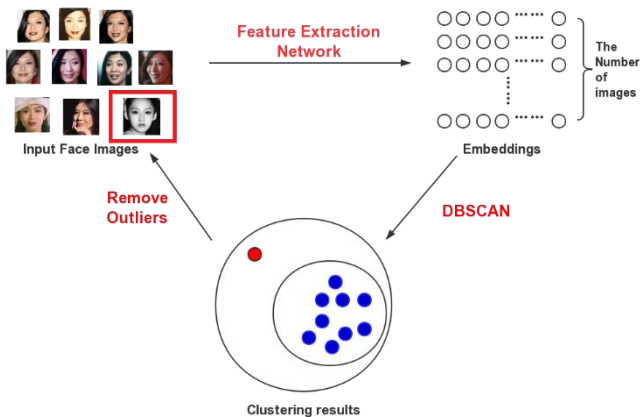 Feature Extraction
Network
The
Number
of
images
Input Face Images
Embeddings
Remove
Outliers
DBSCAN
Clustering results